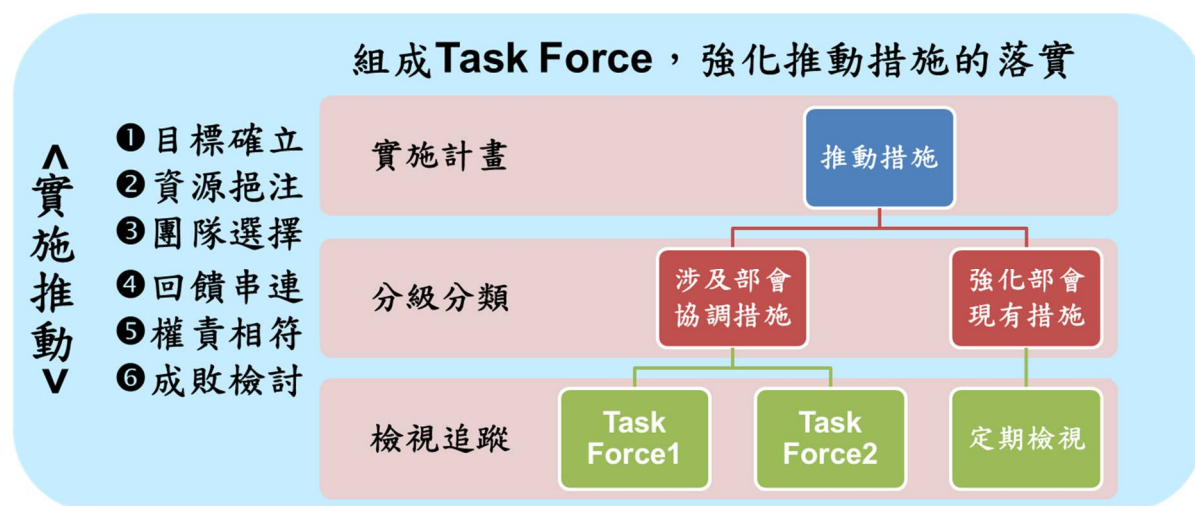 組成Task Force，強化推動措施的落實
<實施推動>
❶目標確立
❷資源挹注
❸團隊選擇
❹回饋串連
❺權責相符
❻成敗檢討
實施計畫
推動措施
分級分類
涉及部會
協調措施
強化部會
現有措施
檢視追蹤
Task
Force1
Task
Force2
定期檢視